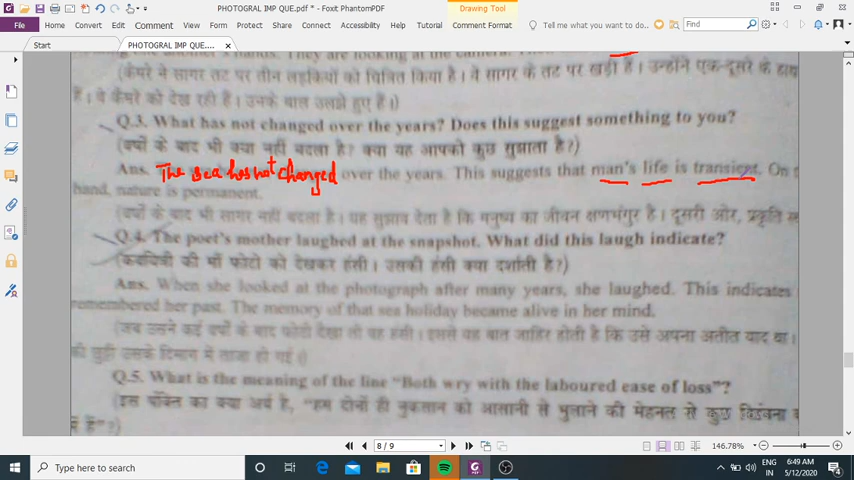 PHOTOGRAL IMP QUE.pdf * - Foxit PhantomPDF
Drawing Tool
File Home Convert Edit Organize Comment View Form Protect Share Connect Accessibility Help Tutorial Comment Format Tell me what you want to do.. Find
Start PHOTOGRAL IMP QUE....
They are looking at the camera.
(कैमरे ने सागर तट पर तीन लड़कियों को चित्रित किया है। वे सागर के तट पर खड़ी हैं। उन्होंने एक-दूसरे के हाथ
हैं। वे कैमरे को देख रही हैं। उनके बाल उलझे हुए हैं।)
Q.3. What has not changed over the years? Does this suggest something to you?
(वर्षों के बाद भी क्या नहीं बदला है? क्या यह आपको कुछ सुझाता है?)
Ans. The sea has not changed over the years. This suggests that man's life is transient. On
hand, nature is permanent.
(वर्षों के बाद भी सागर नहीं बदला है। यह सुझाव देता है कि मनुष्य का जीवन क्षणभंगुर है। दूसरी ओर, प्रकृति
Q.4. The poet's mother laughed at the snapshot. What did this laugh indicate?
(कवयित्री की माँ फोटो को देखकर हंसी। उसकी हंसी क्या दर्शाती है?)
Ans. When she looked at the photograph after many years, she laughed. This indicates
remembered her past. The memory of that sea holiday became alive in her mind.
(जब उसने कई वर्षों के बाद फोटो देखा तो वह हंसी। इससे यह बात जाहिर होती है कि उसे अपना अतीत याद था।
की छुट्टी उसके दिमाग में ताजा हो गई।)
Q.5. What is the meaning of the line "Both wry with the laboured ease of loss"?
(इस पंक्ति का क्या अर्थ है, "हम दोनों ही नुकसान को आसानी से भुलाने की मेहनत से कुछ
में हैं"?)
8 / 9 146.78%
Type here to search ENG 6:49 AM
IN 5/12/2020